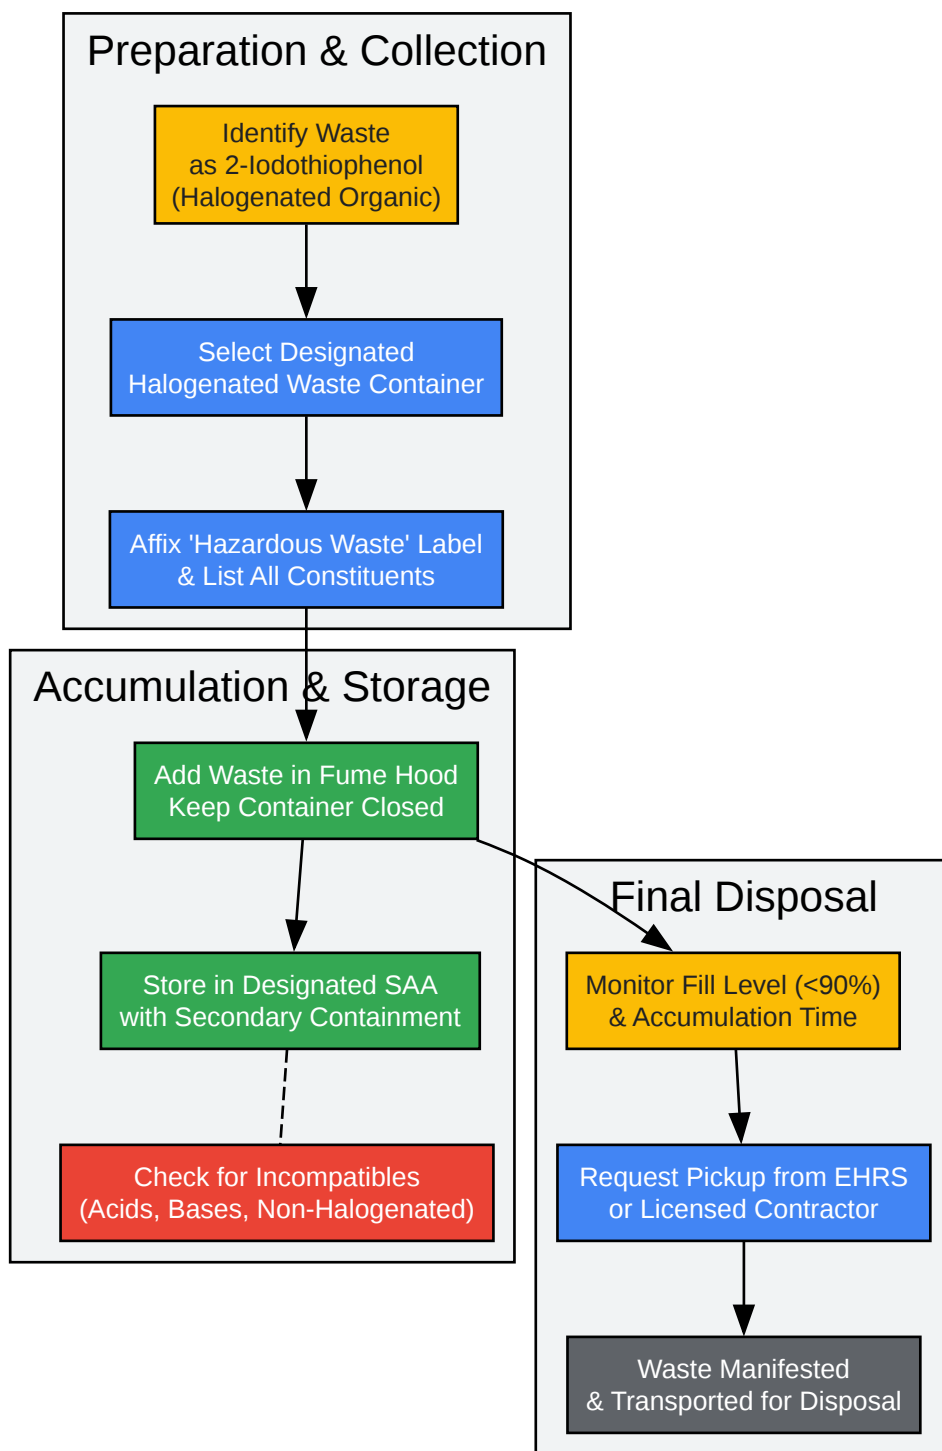 Preparation & Collection
Identify Waste
as 2-Iodothiophenol
(Halogenated Organic)
Select Designated
Halogenated Waste Container
Affix 'Hazardous Waste' Label
& List All Constituents
Accumulation & Storage
Add Waste in Fume Hood
Keep Container Closed
Store in Designated SAA
with Secondary Containment
Check for Incompatibles
(Acids, Bases, Non-Halogenated)
Final Disposal
Monitor Fill Level (<90%)
& Accumulation Time
Request Pickup from EHRS
or Licensed Contractor
Waste Manifested
& Transported for Disposal